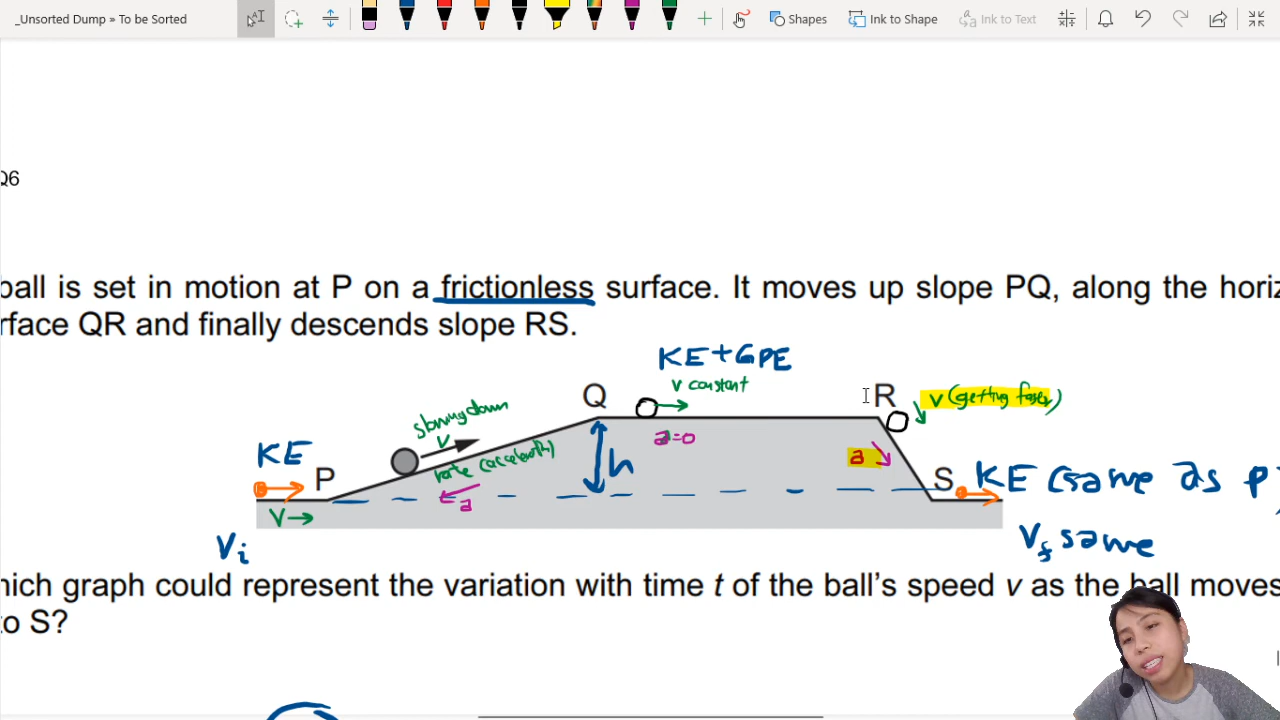 _Unsorted Dump » To be Sorted
Shapes
Ink to Shape
Ink to Text
Q6
ball is set in motion at P on a frictionless surface. It moves up slope PQ, along the horiz
rface QR and finally descends slope RS.
KE+GPE
v constant
Q
R
v (getting faster)
slowing down
v
KE
P
rate (acceleration)
h
a=0
a
S
KE (same as P)
a
V
Vi
Vf same
hich graph could represent the variation with time t of the ball's speed v as the ball moves
to S?